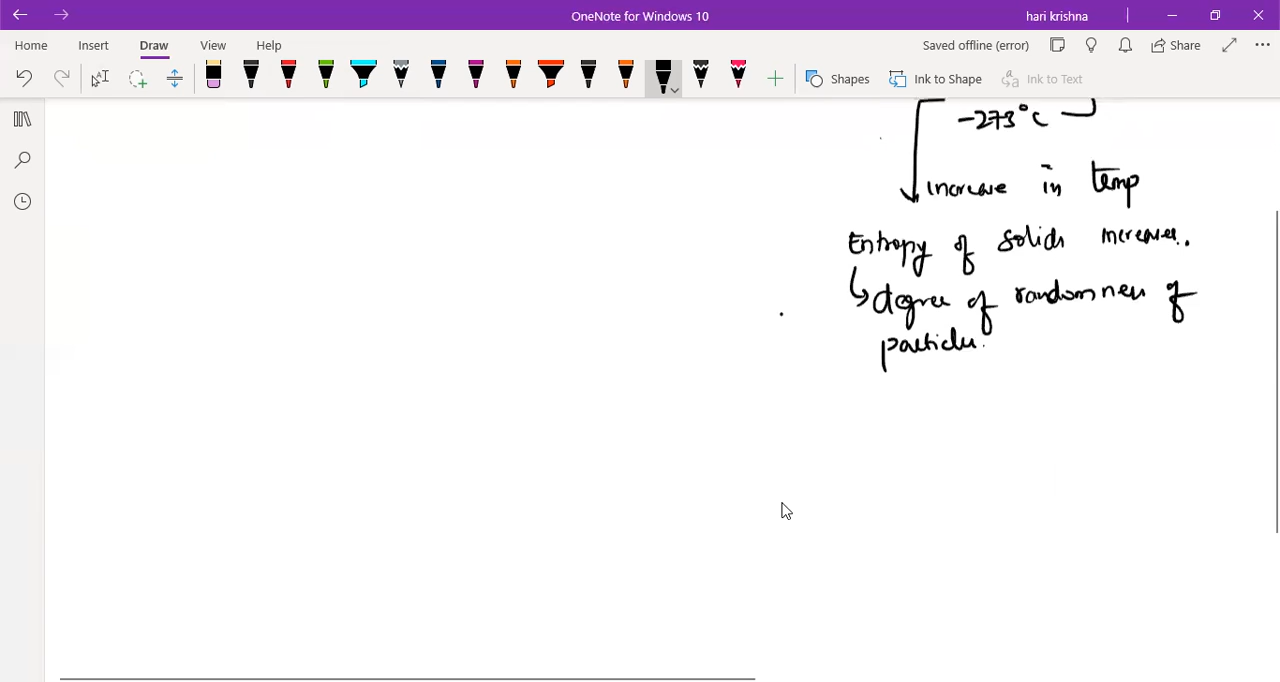 OneNote for Windows 10
hari krishna
Home Insert Draw View Help
Saved offline (error)
Share
Shapes
Ink to Shape
Ink to Text
-273°C
increase in temp
Entropy of solids increases.
degree of randomness of
particles.